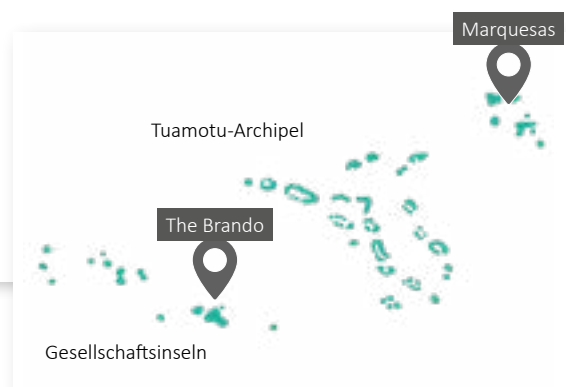 Marquesas
Tuamotu-Archipel
The Brando
Gesellschaftsinseln